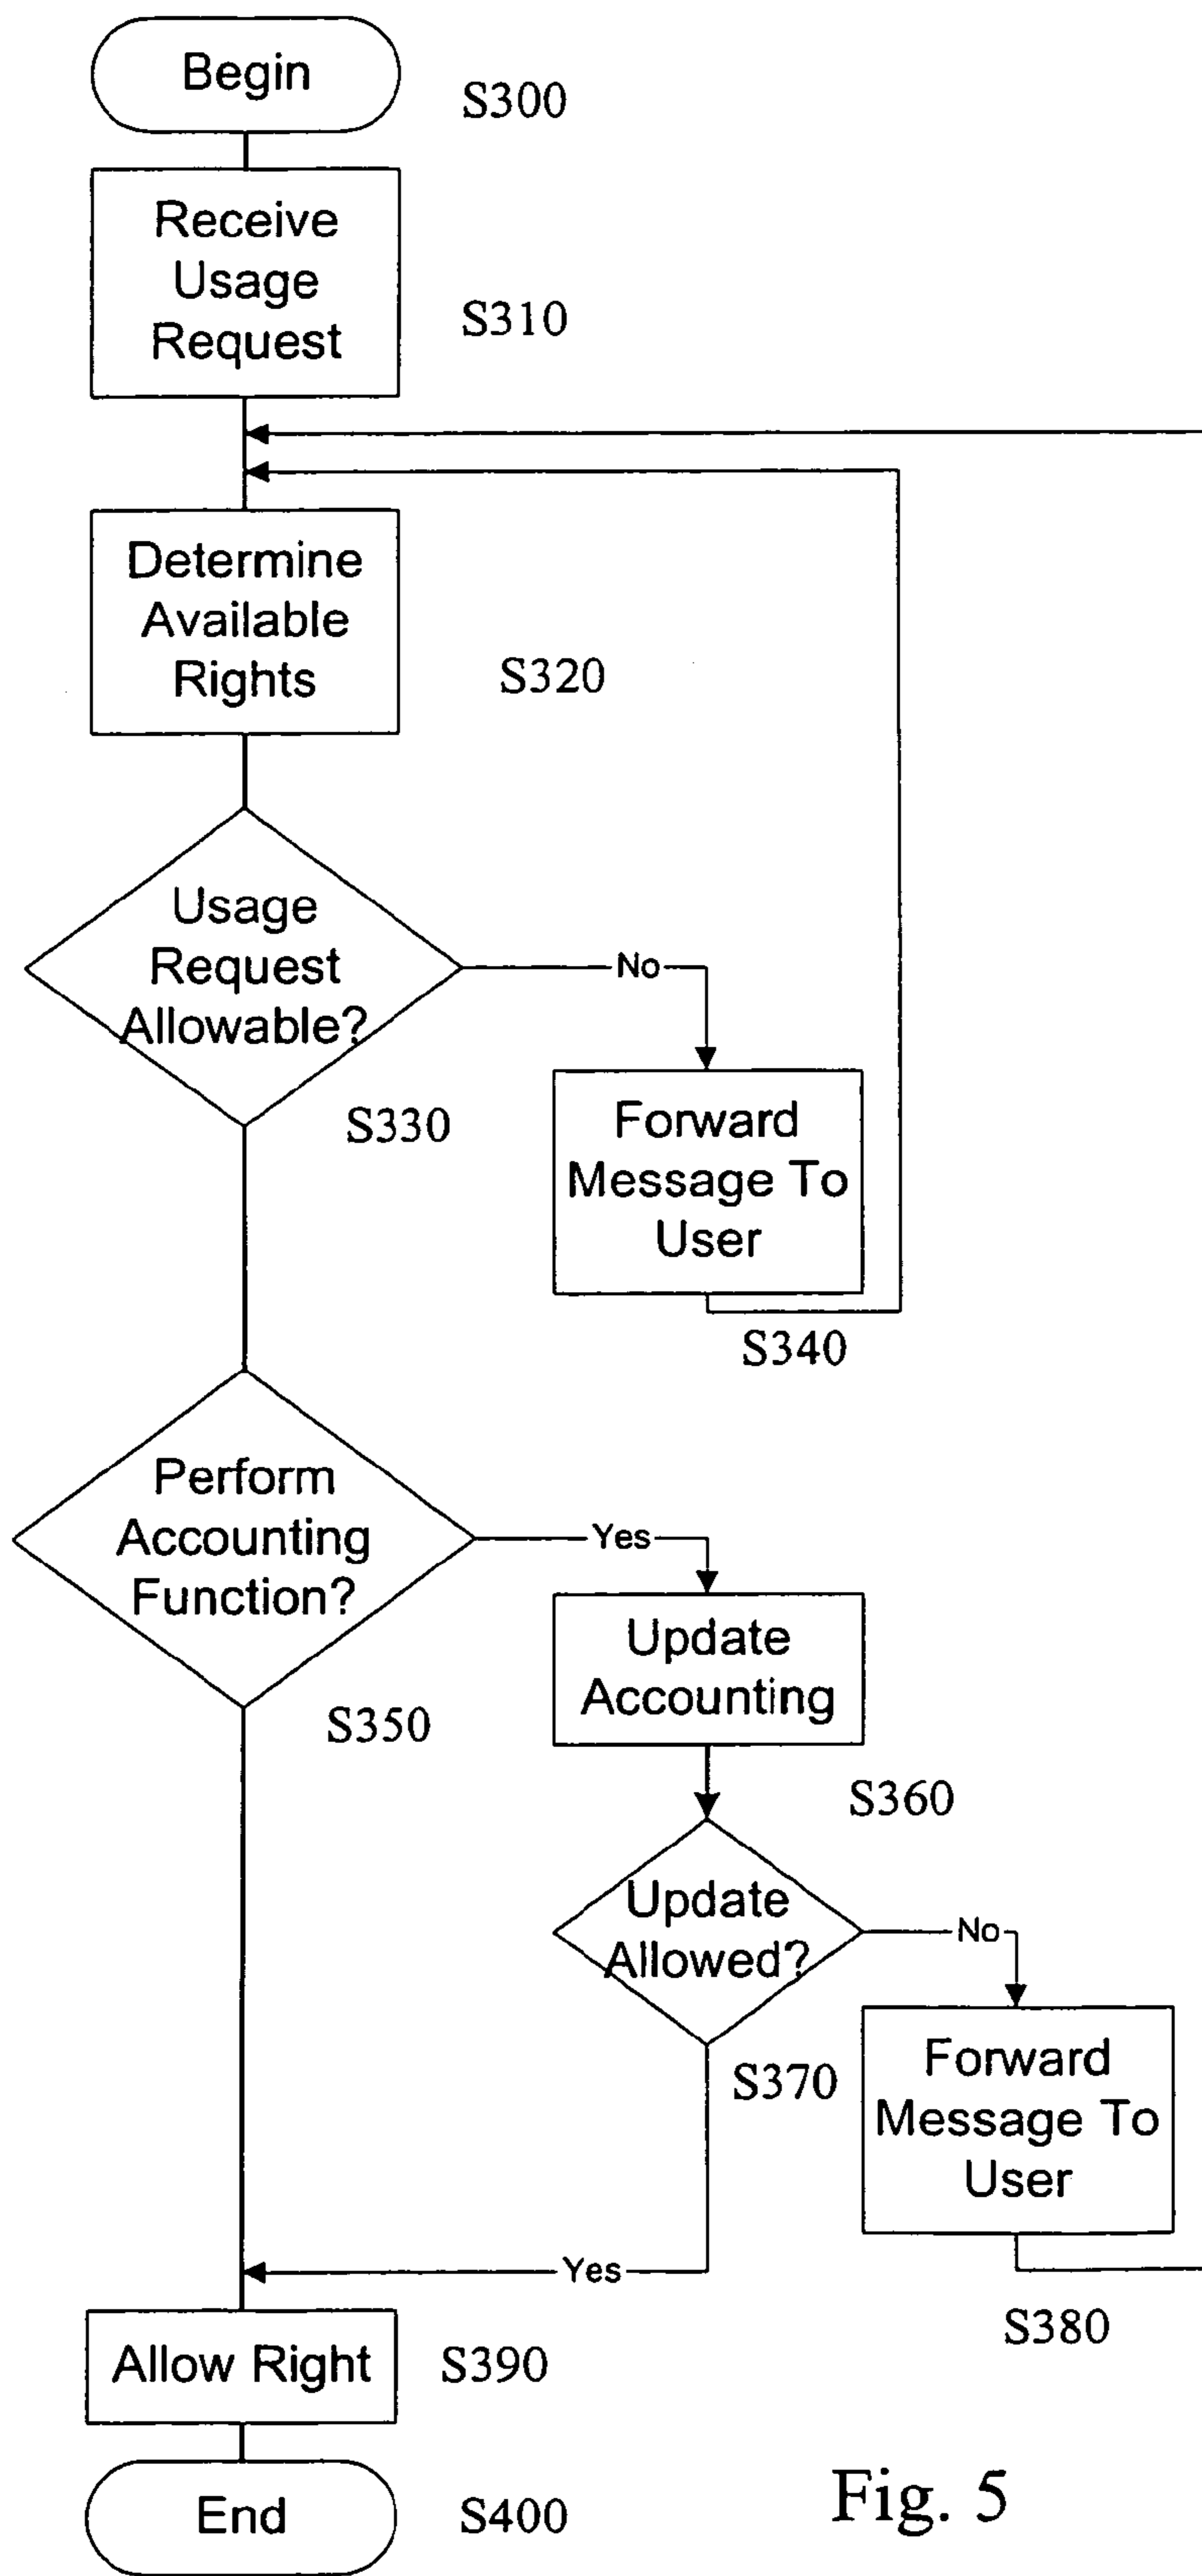 Begin
S300
Receive
Usage
Request
S310
Determine
Available
Rights
S320
Usage
Request
Allowable?
No
S330
Forward
Message To
User
S340
Perform
Accounting
Function?
Yes
S350
Update
Accounting
S360
Update
Allowed?
No
S370
Forward
Message To
User
S380
Yes
Allow Right
S390
End
S400
Fig. 5